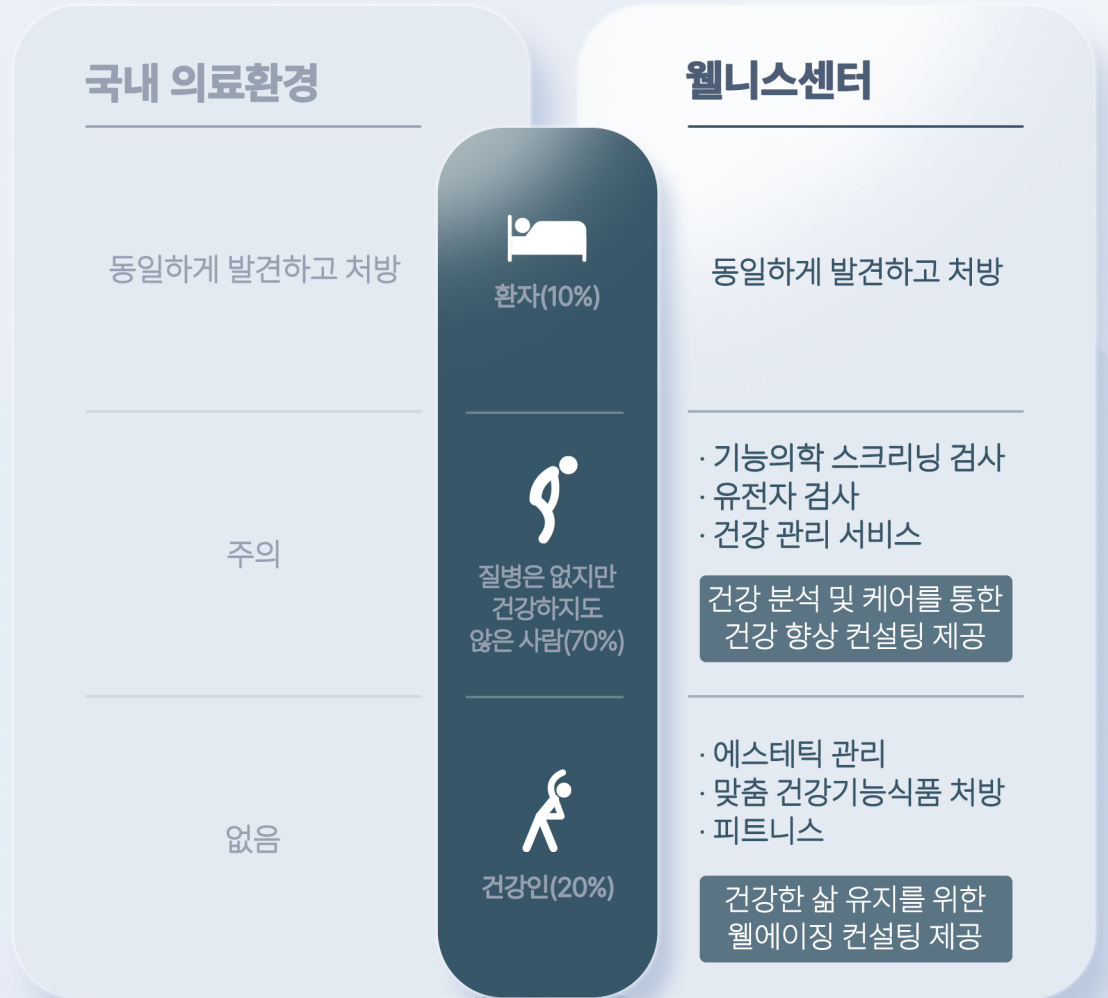 국내 의료환경
웰니스센터
동일하게 발견하고 처방
환자(10%)
동일하게 발견하고 처방
주의
질병은 없지만
건강하지도
않은 사람(70%)
· 기능의학 스크리닝 검사
· 유전자 검사
· 건강 관리 서비스
건강 분석 및 케어를 통한
건강 향상 컨설팅 제공
없음
건강인(20%)
· 에스테틱 관리
· 맞춤 건강기능식품 처방
· 피트니스
건강한 삶 유지를 위한
웰에이징 컨설팅 제공